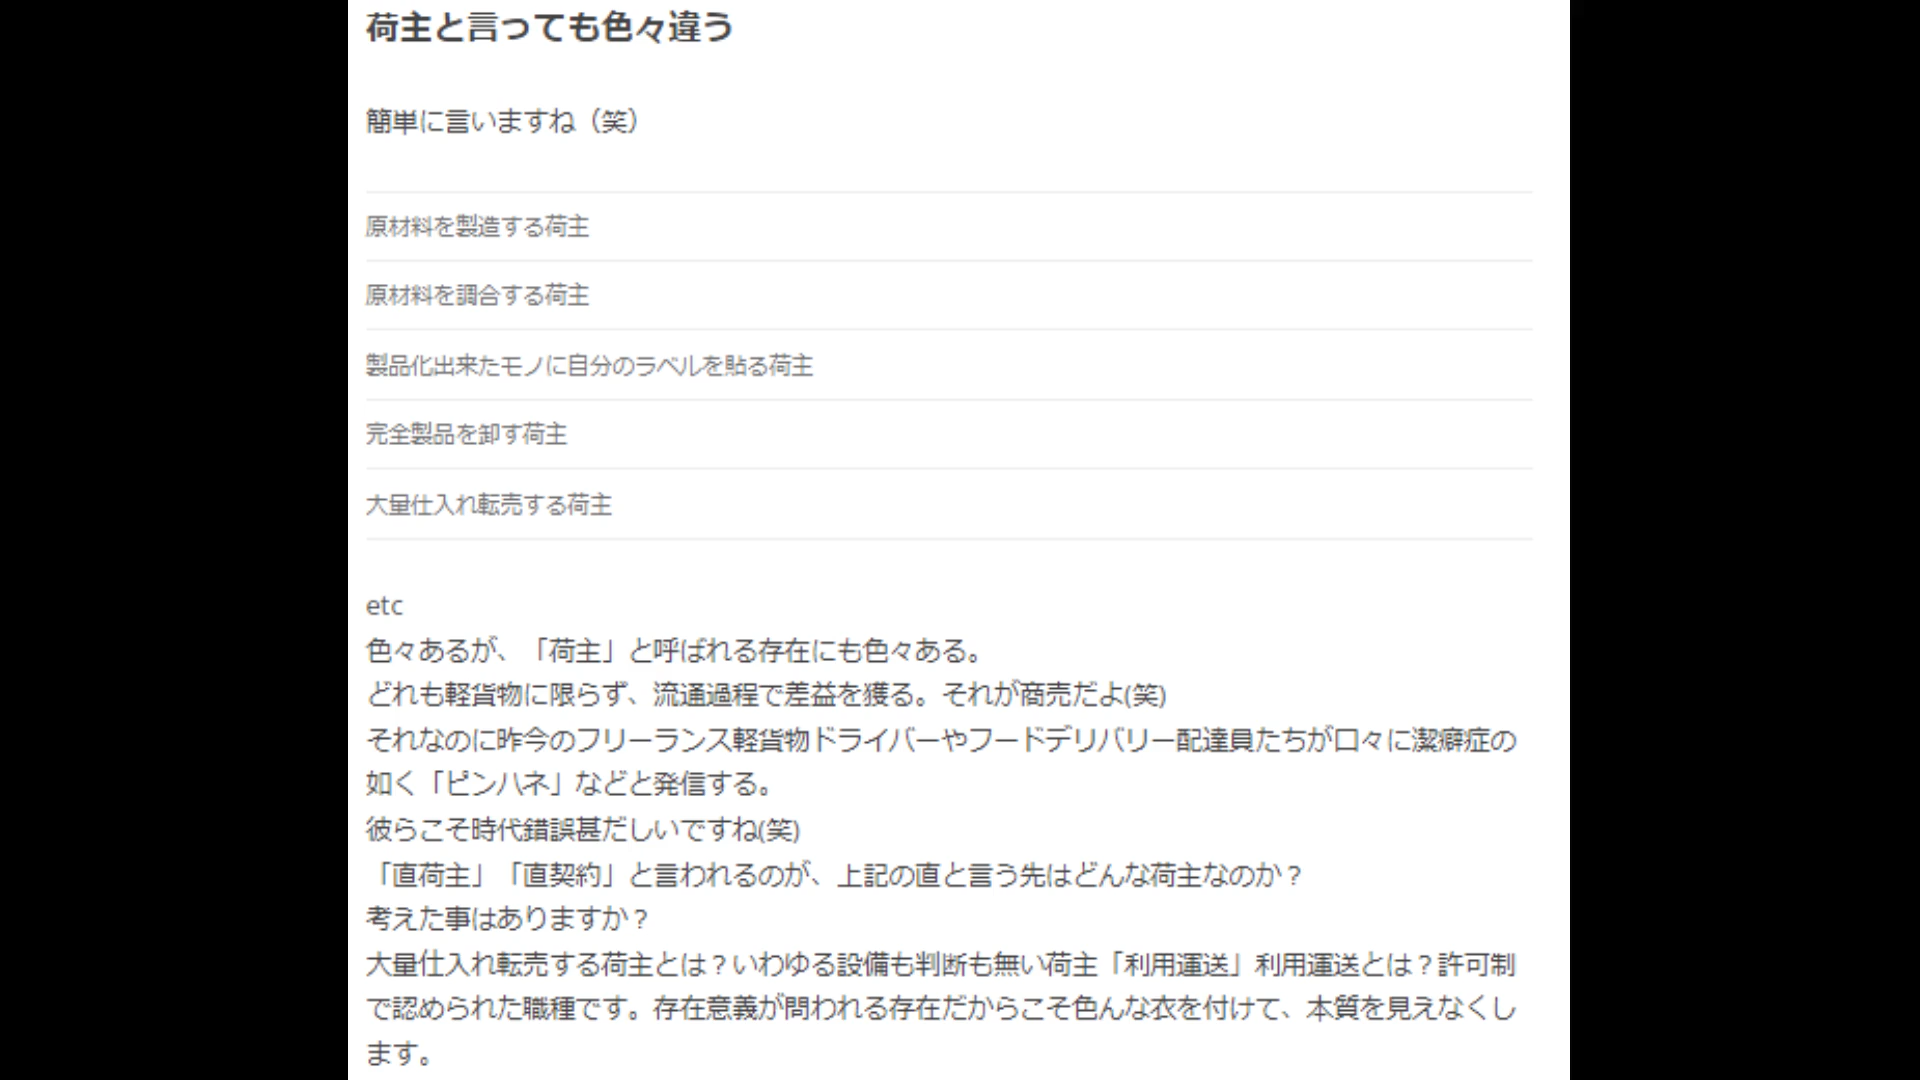 荷主と言っても色々違う
簡単に言いますね（笑）
原材料を製造する荷主
原材料を調合する荷主
製品化出来たモノに自分のラベルを貼る荷主
完全製品を卸す荷主
大量仕入れ転売する荷主
etc
色々あるが、「荷主」と呼ばれる存在にも色々ある。
どれも軽貨物に限らず、流通過程で差益を獲る。それが商売だよ(笑)
それなのに昨今のフリーランス軽貨物ドライバーやフードデリバリー配達員たちが口々に潔癖症の
如く「ピンハネ」などと発信する。
彼らこそ時代錯誤甚だしいですね(笑)
「直荷主」「直契約」と言われるのが、上記の直と言う先はどんな荷主なのか？
考えた事はありますか？
大量仕入れ転売する荷主とは？いわゆる設備も判断も無い荷主「利用運送」利用運送とは？許可制
で認められた職種です。存在意義が問われる存在だからこそ色んな衣を付けて、本質を見えなくし
ます。